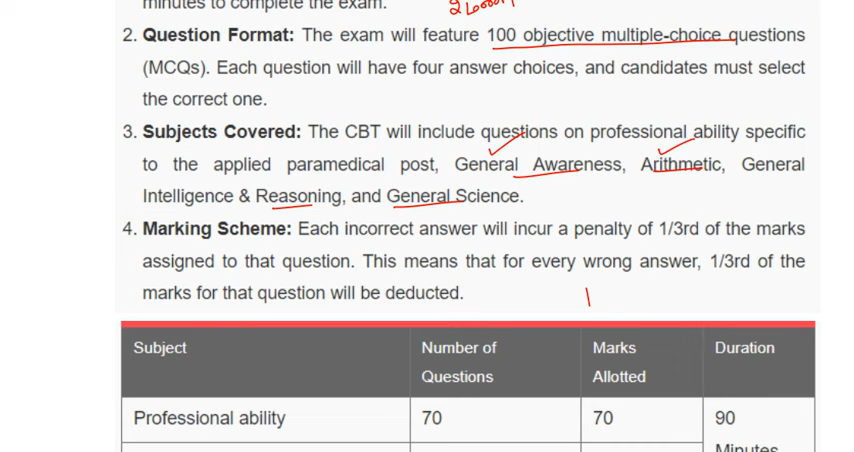 minutes to complete the exam.
2. Question Format: The exam will feature 100 objective multiple-choice questions
(MCQs). Each question will have four answer choices, and candidates must select
the correct one.
3. Subjects Covered: The CBT will include questions on professional ability specific
to the applied paramedical post, General Awareness, Arithmetic, General
Intelligence & Reasoning, and General Science.
4. Marking Scheme: Each incorrect answer will incur a penalty of 1/3rd of the marks
assigned to that question. This means that for every wrong answer, 1/3rd of the
marks for that question will be deducted.
Subject Number of Questions Marks Allotted Duration
Professional ability 70 70 90 Minutes